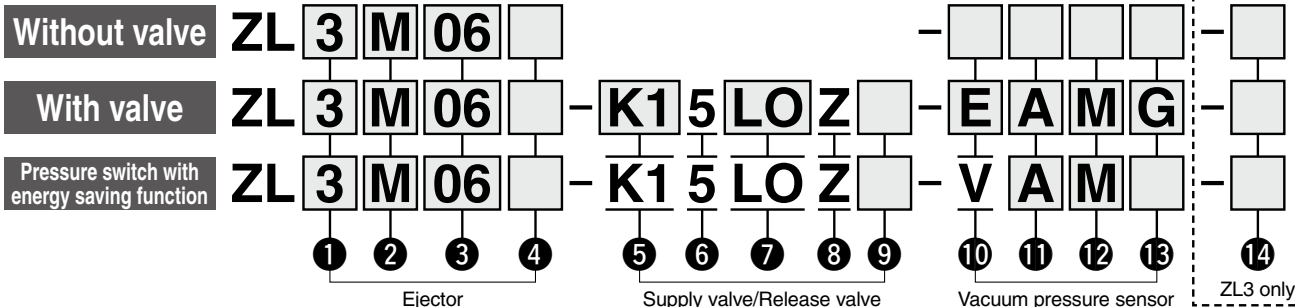 Without valve ZL 3 M 06 - -
With valve ZL 3 M 06 - K1 5 LO Z - E A M G -
Pressure switch with
energy saving function ZL 3 M 06 - K1 5 LO Z - V A M -
1 2 3 4 5 6 7 8 9 10 11 12 13 14
Ejector Supply valve/Release valve Vacuum pressure sensor ZL3 only